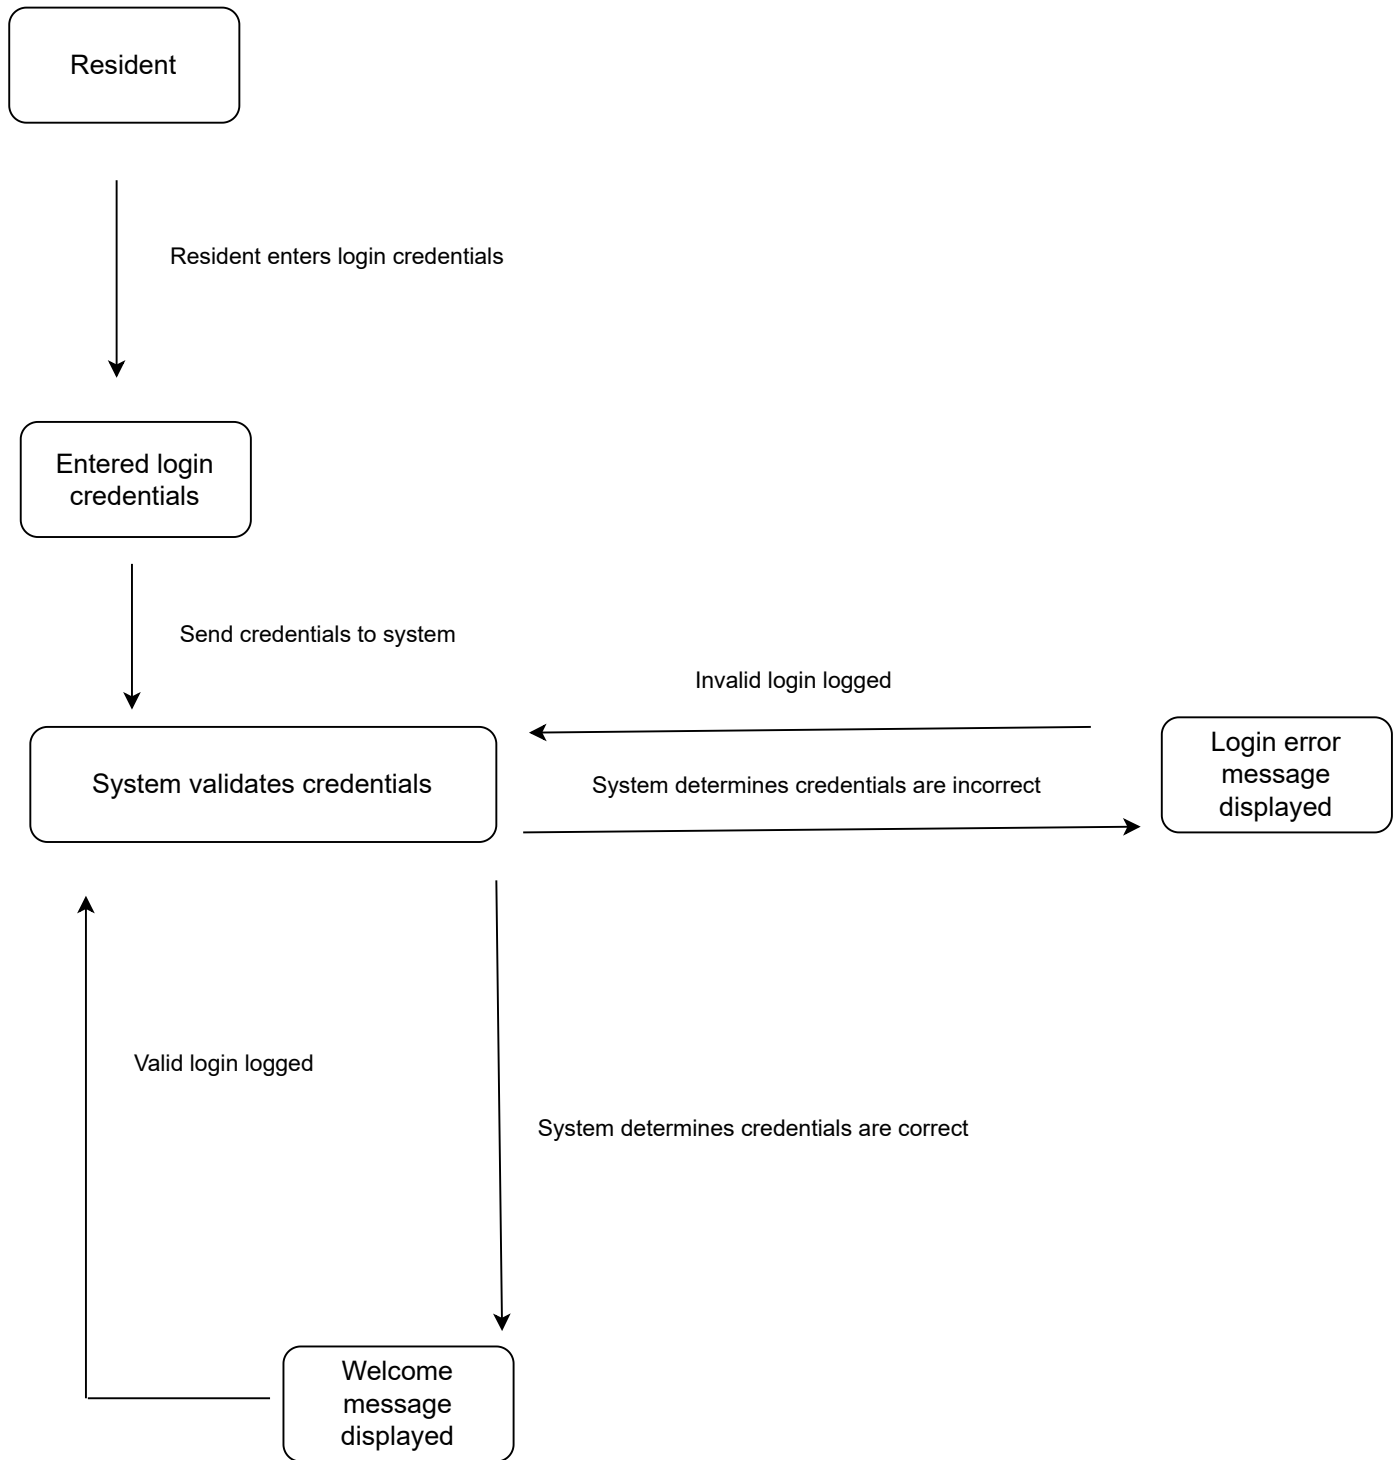 Resident
Resident enters login credentials
Entered login
credentials
Send credentials to system
Invalid login logged
System validates credentials
System determines credentials are incorrect
Login error
message
displayed
Valid login logged
System determines credentials are correct
Welcome
message
displayed